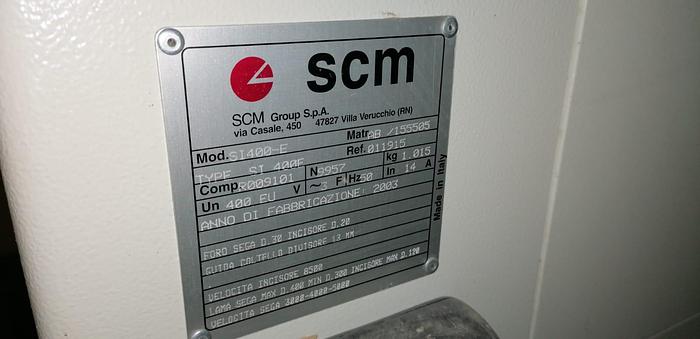 scm
SCM Group S.p.A.
via Casale, 450 47827 Villa Verucchio (RN)
Mod. SI400-E Matr. AB /155505
TYPE SI 400E Ref. 011915
Comp. R009101 N 3957 kg 1.015
Un 400 EU V ~ 3 F Hz 50 In 14 A
ANNO DI FABBRICAZIONE: 2003
FORO SEGA D.30 INCISORE D.20
GUIDA COLTELLO DIVISORE 13 MM
VELOCITA INCISORE 8500
LAMA SEGA MAX D.400 MIN D.300 INCISORE MAX D.120
VELOCITA SEGA 3000-4000-5000
Made in Italy